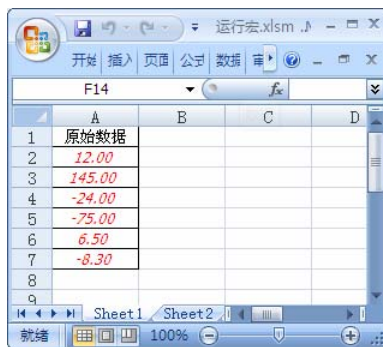 运行宏.xlsm
开始 插入 页面 公式 数据 审
F14 fx
A B C D
1 原始数据
2 12.00
3 145.00
4 -24.00
5 -75.00
6 6.50
7 -8.30
8
9
Sheet1 Sheet2
就绪 100%